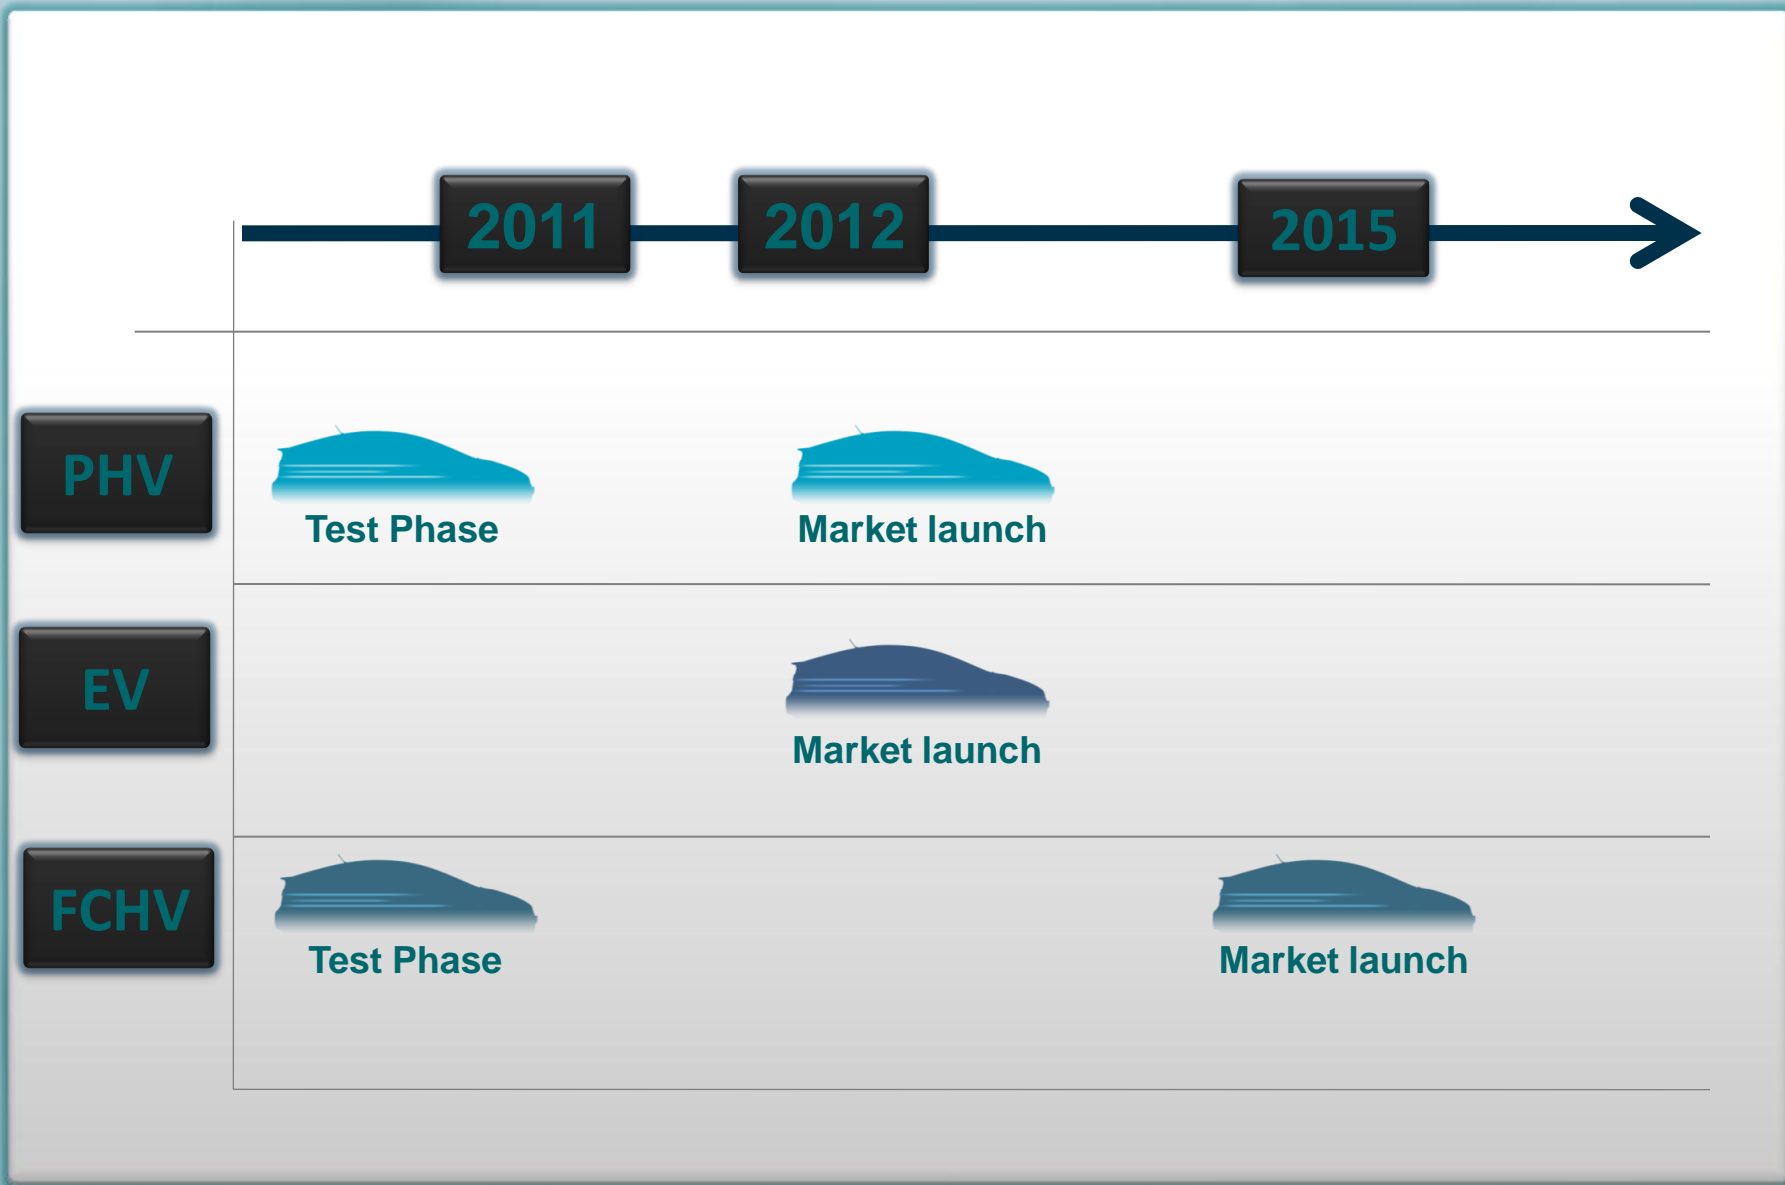 2011 2012 2015
PHV
Test Phase Market launch
EV
Market launch
FCHV
Test Phase Market launch